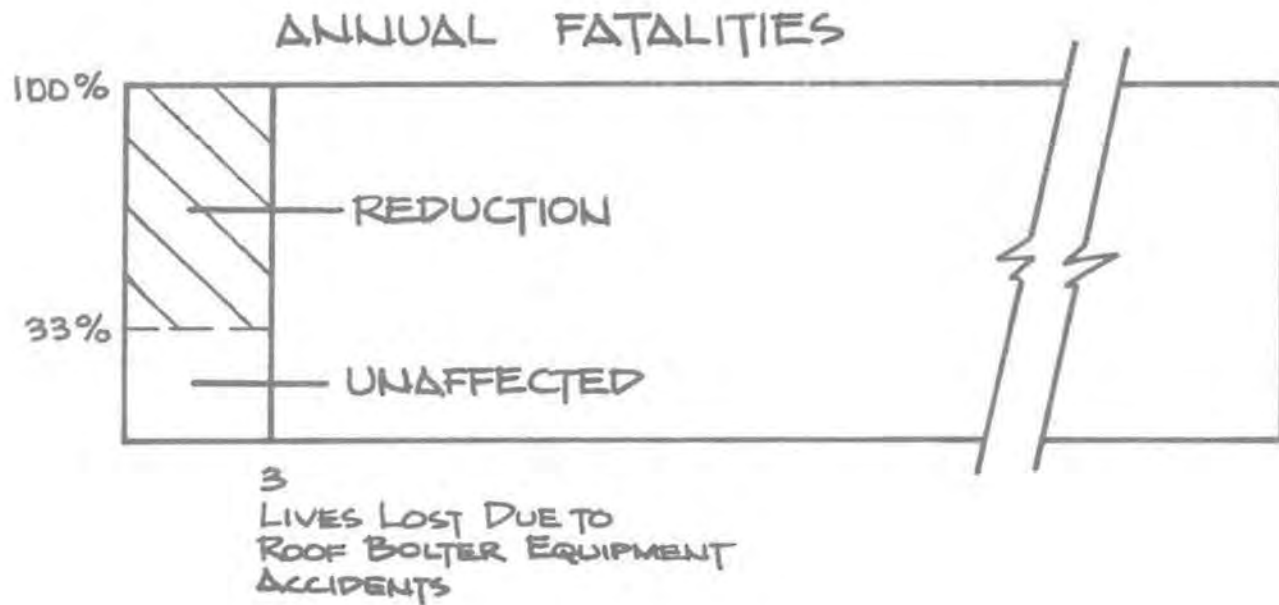 ANNUAL FATALITIES
100%
REDUCTION
33%
UNAFFECTED
3
LIVES LOST DUE TO
ROOF BOLTER EQUIPMENT
ACCIDENTS